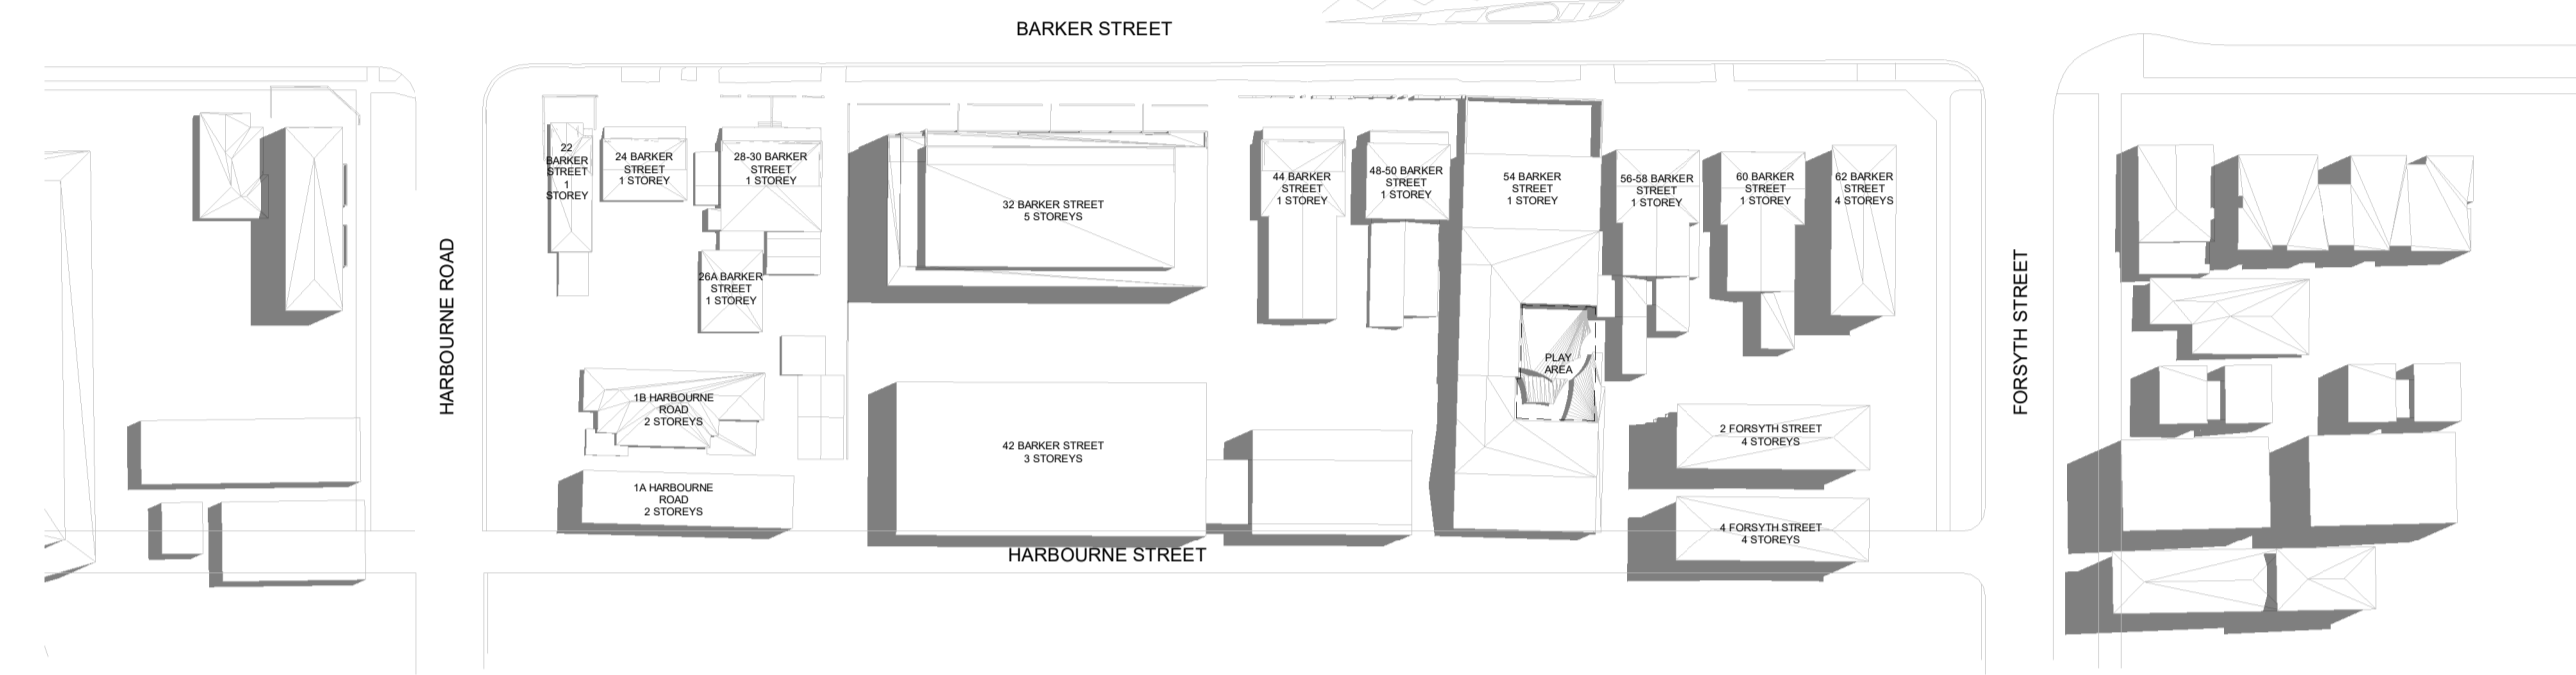 BARKER STREET
HARBOURNE ROAD
22
BARKER
STREET
1
STOREY
24 BARKER
STREET
1 STOREY
28-30 BARKER
STREET
1 STOREY
26A BARKER
STREET
1 STOREY
32 BARKER STREET
5 STOREYS
44 BARKER
STREET
1 STOREY
48-50 BARKER
STREET
1 STOREY
54 BARKER
STREET
1 STOREY
56-58 BARKER
STREET
1 STOREY
60 BARKER
STREET
1 STOREY
62 BARKER
STREET
4 STOREYS
PLAY
AREA
1B HARBOURNE
ROAD
2 STOREYS
1A HARBOURNE
ROAD
2 STOREYS
42 BARKER STREET
3 STOREYS
2 FORSYTH STREET
4 STOREYS
4 FORSYTH STREET
4 STOREYS
HARBOURNE STREET
FORSYTH STREET